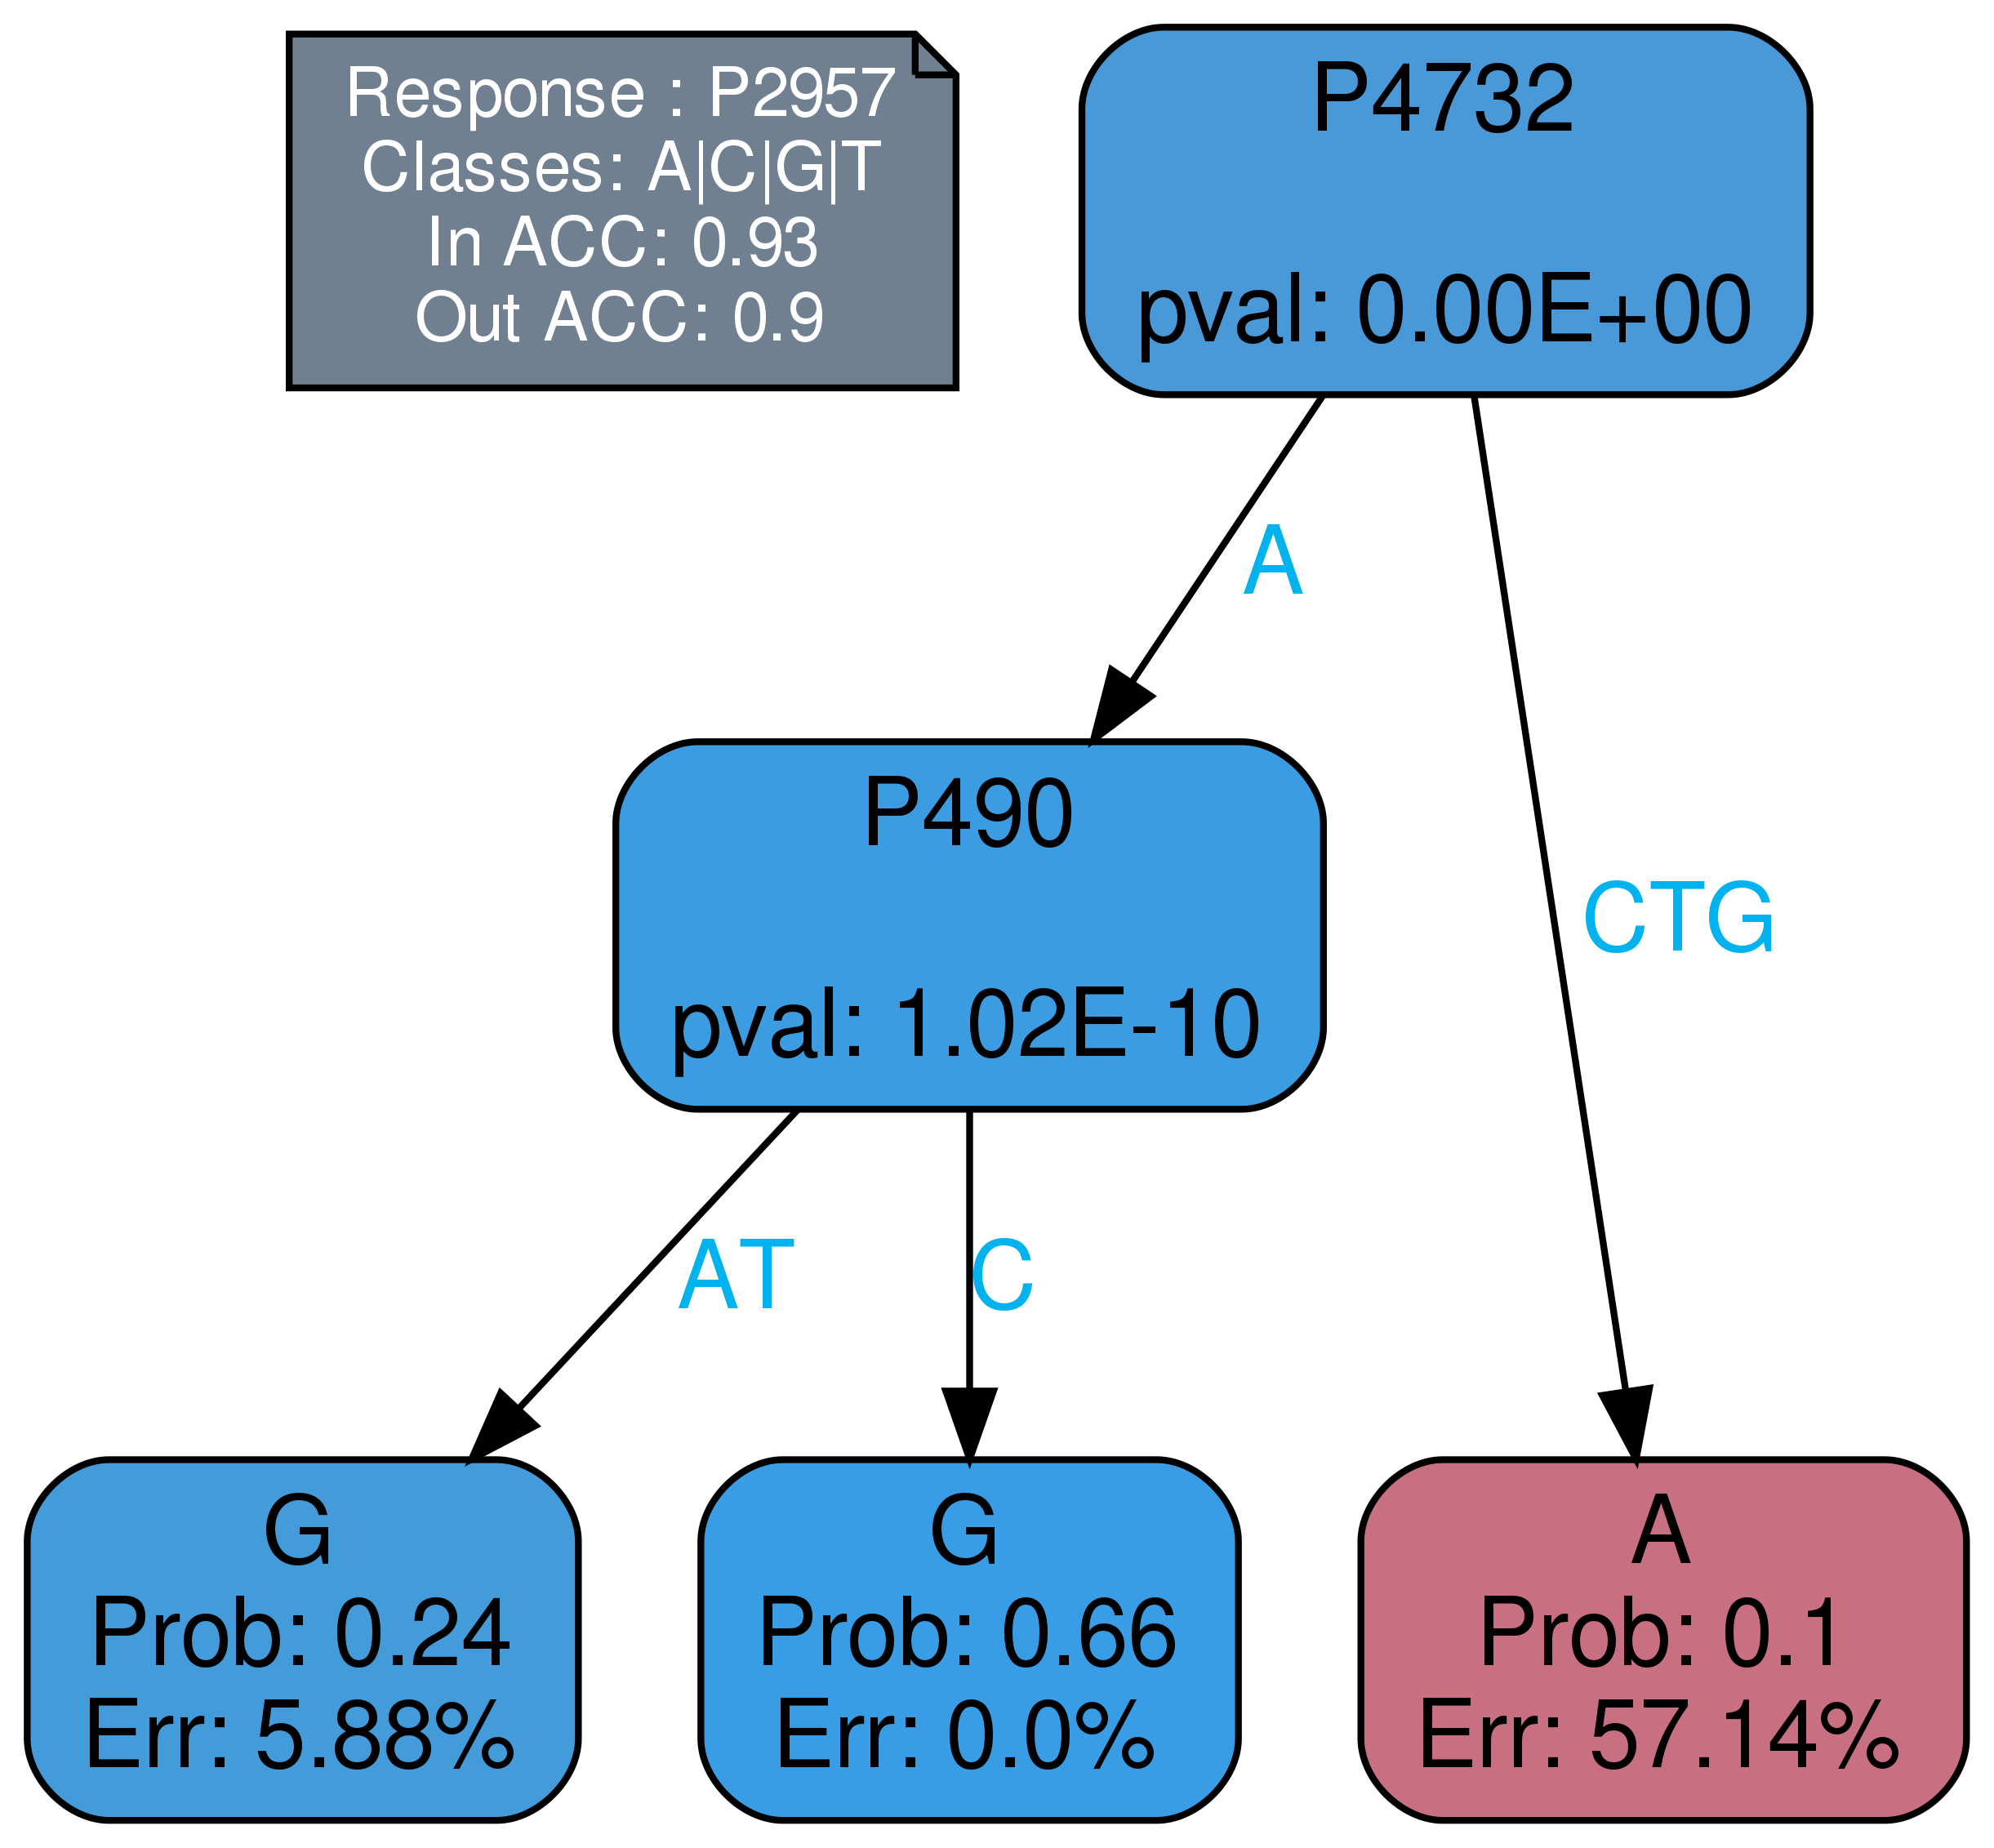 Response : P2957
Classes: A|C|G|T
In ACC: 0.93
Out ACC: 0.9
P4732
pval: 0.00E+00
A
P490
pval: 1.02E-10
CTG
AT
C
G
Prob: 0.24
Err: 5.88%
G
Prob: 0.66
Err: 0.0%
A
Prob: 0.1
Err: 57.14%